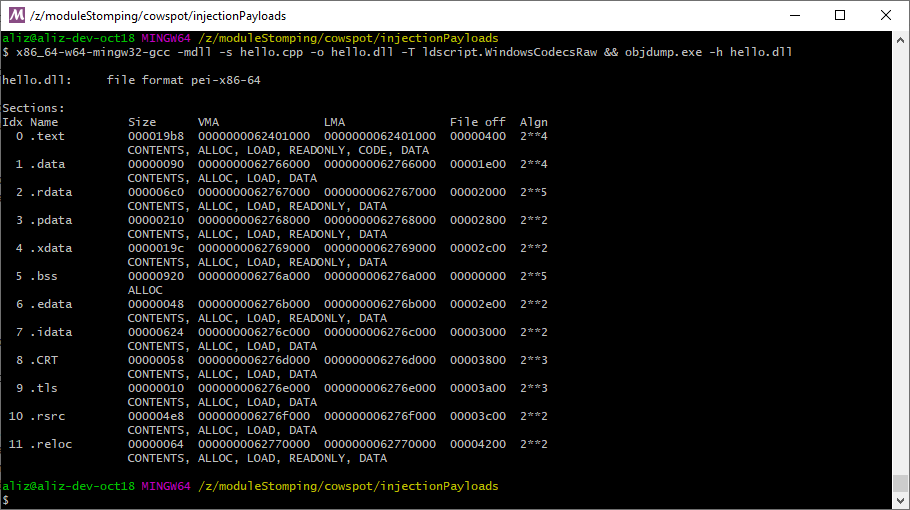 /z/moduleStomping/cowspot/injectionPayloads
aliz@aliz-dev-oct18 MINGW64 /z/moduleStomping/cowspot/injectionPayloads
$ x86_64-w64-mingw32-gcc -mdll -s hello.cpp -o hello.dll -T ldscript.WindowsCodecsRaw && objdump.exe -h hello.dll
hello.dll:     file format pei-x86-64
Sections:
Idx Name          Size      VMA               LMA               File off  Algn
  0 .text         000019b8  0000000062401000  0000000062401000  00000400  2**4
                  CONTENTS, ALLOC, LOAD, READONLY, CODE, DATA
  1 .data         00000090  0000000062766000  0000000062766000  00001e00  2**4
                  CONTENTS, ALLOC, LOAD, DATA
  2 .rdata        000006c0  0000000062767000  0000000062767000  00002000  2**5
                  CONTENTS, ALLOC, LOAD, READONLY, DATA
  3 .pdata        00000210  0000000062768000  0000000062768000  00002800  2**2
                  CONTENTS, ALLOC, LOAD, READONLY, DATA
  4 .xdata        0000019c  0000000062769000  0000000062769000  00002c00  2**2
                  CONTENTS, ALLOC, LOAD, READONLY, DATA
  5 .bss          00000920  000000006276a000  000000006276a000  00000000  2**5
                  ALLOC
  6 .edata        00000048  000000006276b000  000000006276b000  00002e00  2**2
                  CONTENTS, ALLOC, LOAD, READONLY, DATA
  7 .idata        00000624  000000006276c000  000000006276c000  00003000  2**2
                  CONTENTS, ALLOC, LOAD, DATA
  8 .CRT          00000058  000000006276d000  000000006276d000  00003800  2**3
                  CONTENTS, ALLOC, LOAD, DATA
  9 .tls          00000010  000000006276e000  000000006276e000  00003a00  2**3
                  CONTENTS, ALLOC, LOAD, DATA
 10 .rsrc         000004e8  000000006276f000  000000006276f000  00003c00  2**2
                  CONTENTS, ALLOC, LOAD, DATA
 11 .reloc        00000064  0000000062770000  0000000062770000  00004200  2**2
                  CONTENTS, ALLOC, LOAD, READONLY, DATA
aliz@aliz-dev-oct18 MINGW64 /z/moduleStomping/cowspot/injectionPayloads
$